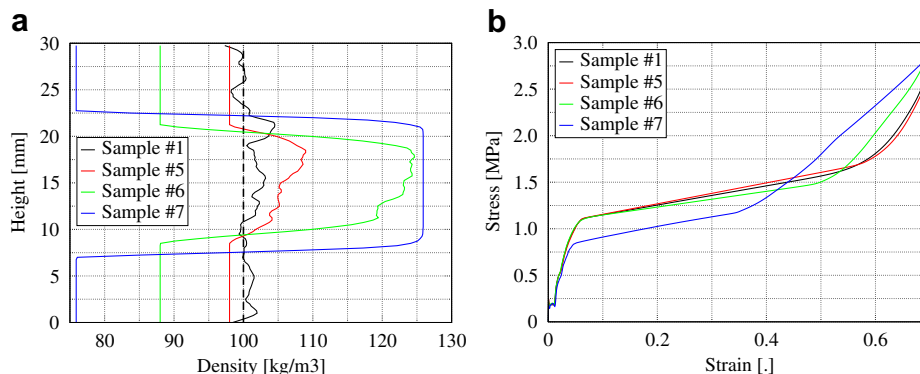 a
30
25
20
15
10
5
0
Height [mm]
Sample #1
Sample #5
Sample #6
Sample #7
80
90
100
110
120
130
Density [kg/m3]
b
3.0
2.5
2.0
1.5
1.0
0.5
0
Stress [MPa]
Sample #1
Sample #5
Sample #6
Sample #7
0
0.2
0.4
0.6
Strain [.]